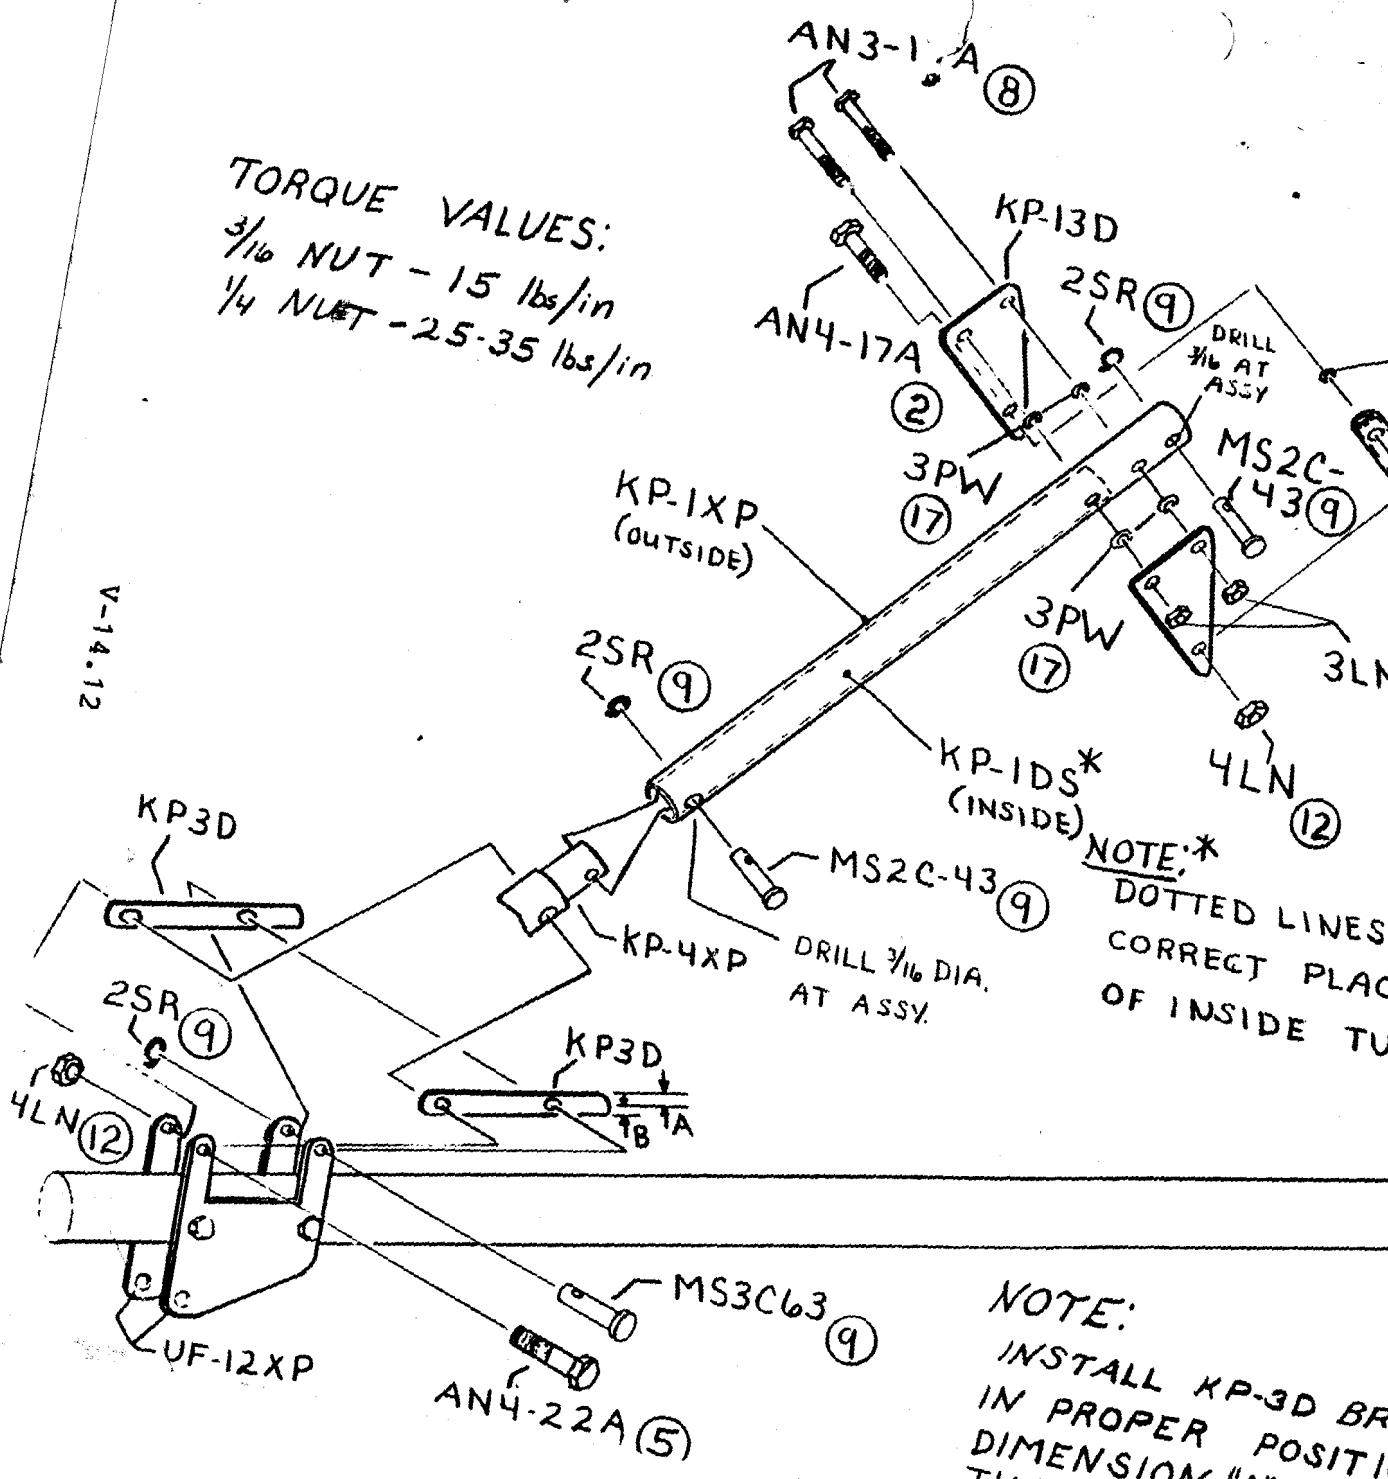 AN3-1 A
8
TORQUE VALUES:
3/16 NUT - 15 lbs/in
1/4 NUT - 25-35 lbs/in
KP-13D
2SR 9
AN4-17A
2
DRILL
3/16 AT
ASSY
3PW
17
MS2C-
43 9
KP-1XP
(OUTSIDE)
3PW
17
3LN
2SR 9
V-14.12
KP-1DS*
(INSIDE)
4LN
12
KP3D
MS2C-43 9
NOTE:*
DOTTED LINES
CORRECT PLAC
OF INSIDE TU
KP-4XP
DRILL 3/16 DIA.
AT ASSY.
2SR 9
4LN 12
KP3D
A
B
MS3C63
9
UF-12XP
AN4-22A 5
NOTE:
INSTALL KP-3D BR
IN PROPER POSITI
DIMENSION